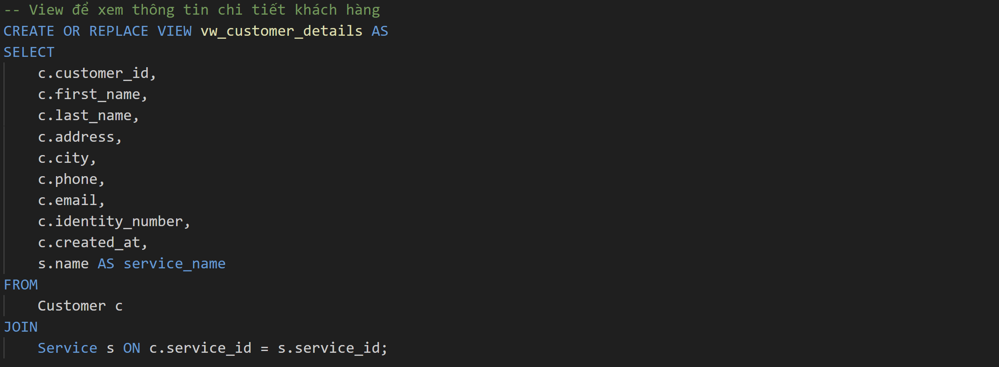 -- View để xem thông tin chi tiết khách hàng
CREATE OR REPLACE VIEW vw_customer_details AS
SELECT
    c.customer_id,
    c.first_name,
    c.last_name,
    c.address,
    c.city,
    c.phone,
    c.email,
    c.identity_number,
    c.created_at,
    s.name AS service_name
FROM
    Customer c
JOIN
    Service s ON c.service_id = s.service_id;